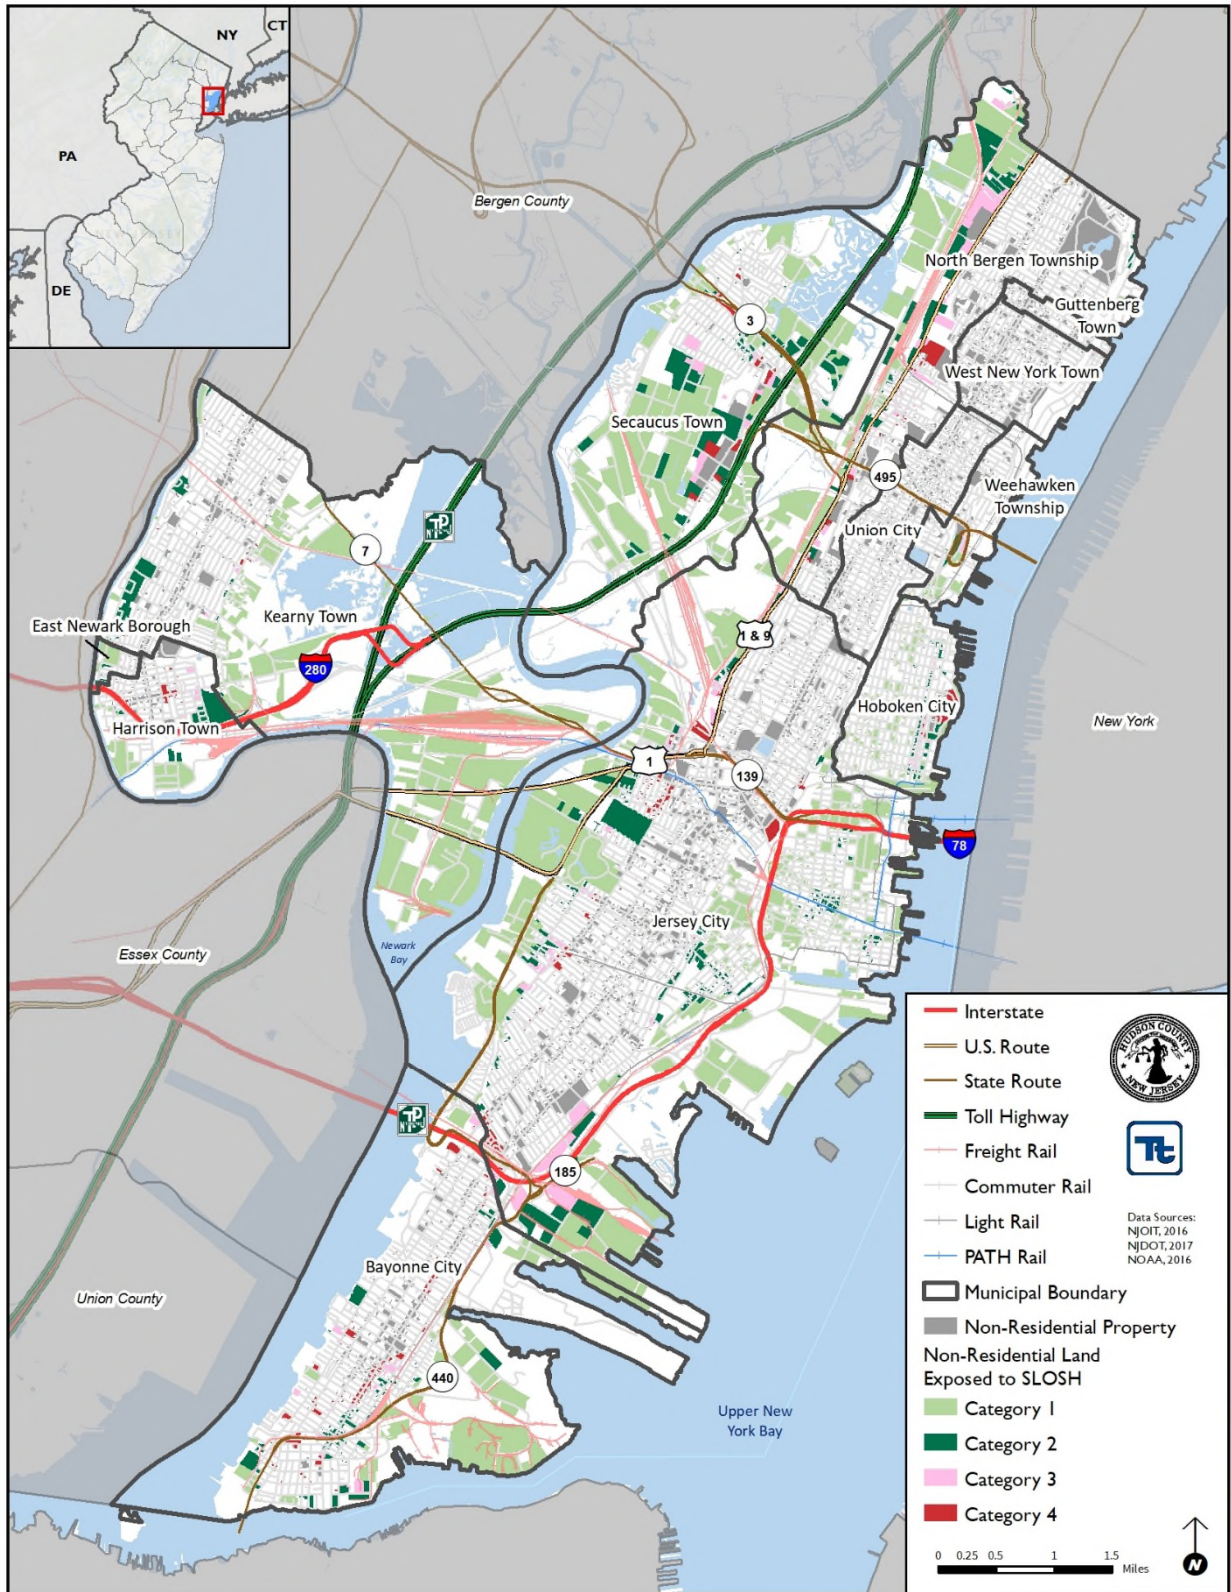 NY
CT
PA
DE
Bergen County
3
North Bergen Township
Guttenberg
Town
West New York Town
Secaucus Town
495
Weehawken
Township
Union City
7
Kearny Town
East Newark Borough
280
1 & 9
Harrison Town
Hoboken City
New York
1
139
78
Jersey City
Newark
Bay
Essex County
185
Bayonne City
Union County
440
Upper New
York Bay
Interstate
U.S. Route
State Route
Toll Highway
Freight Rail
Commuter Rail
Light Rail
PATH Rail
Municipal Boundary
Non-Residential Property
Non-Residential Land
Exposed to SLOSH
Category 1
Category 2
Category 3
Category 4
HUDSON COUNTY
NEW JERSEY
Tt
Data Sources:
NJOIT, 2016
NJDOT, 2017
NOAA, 2016
0 0.25 0.5 1 1.5
Miles
N